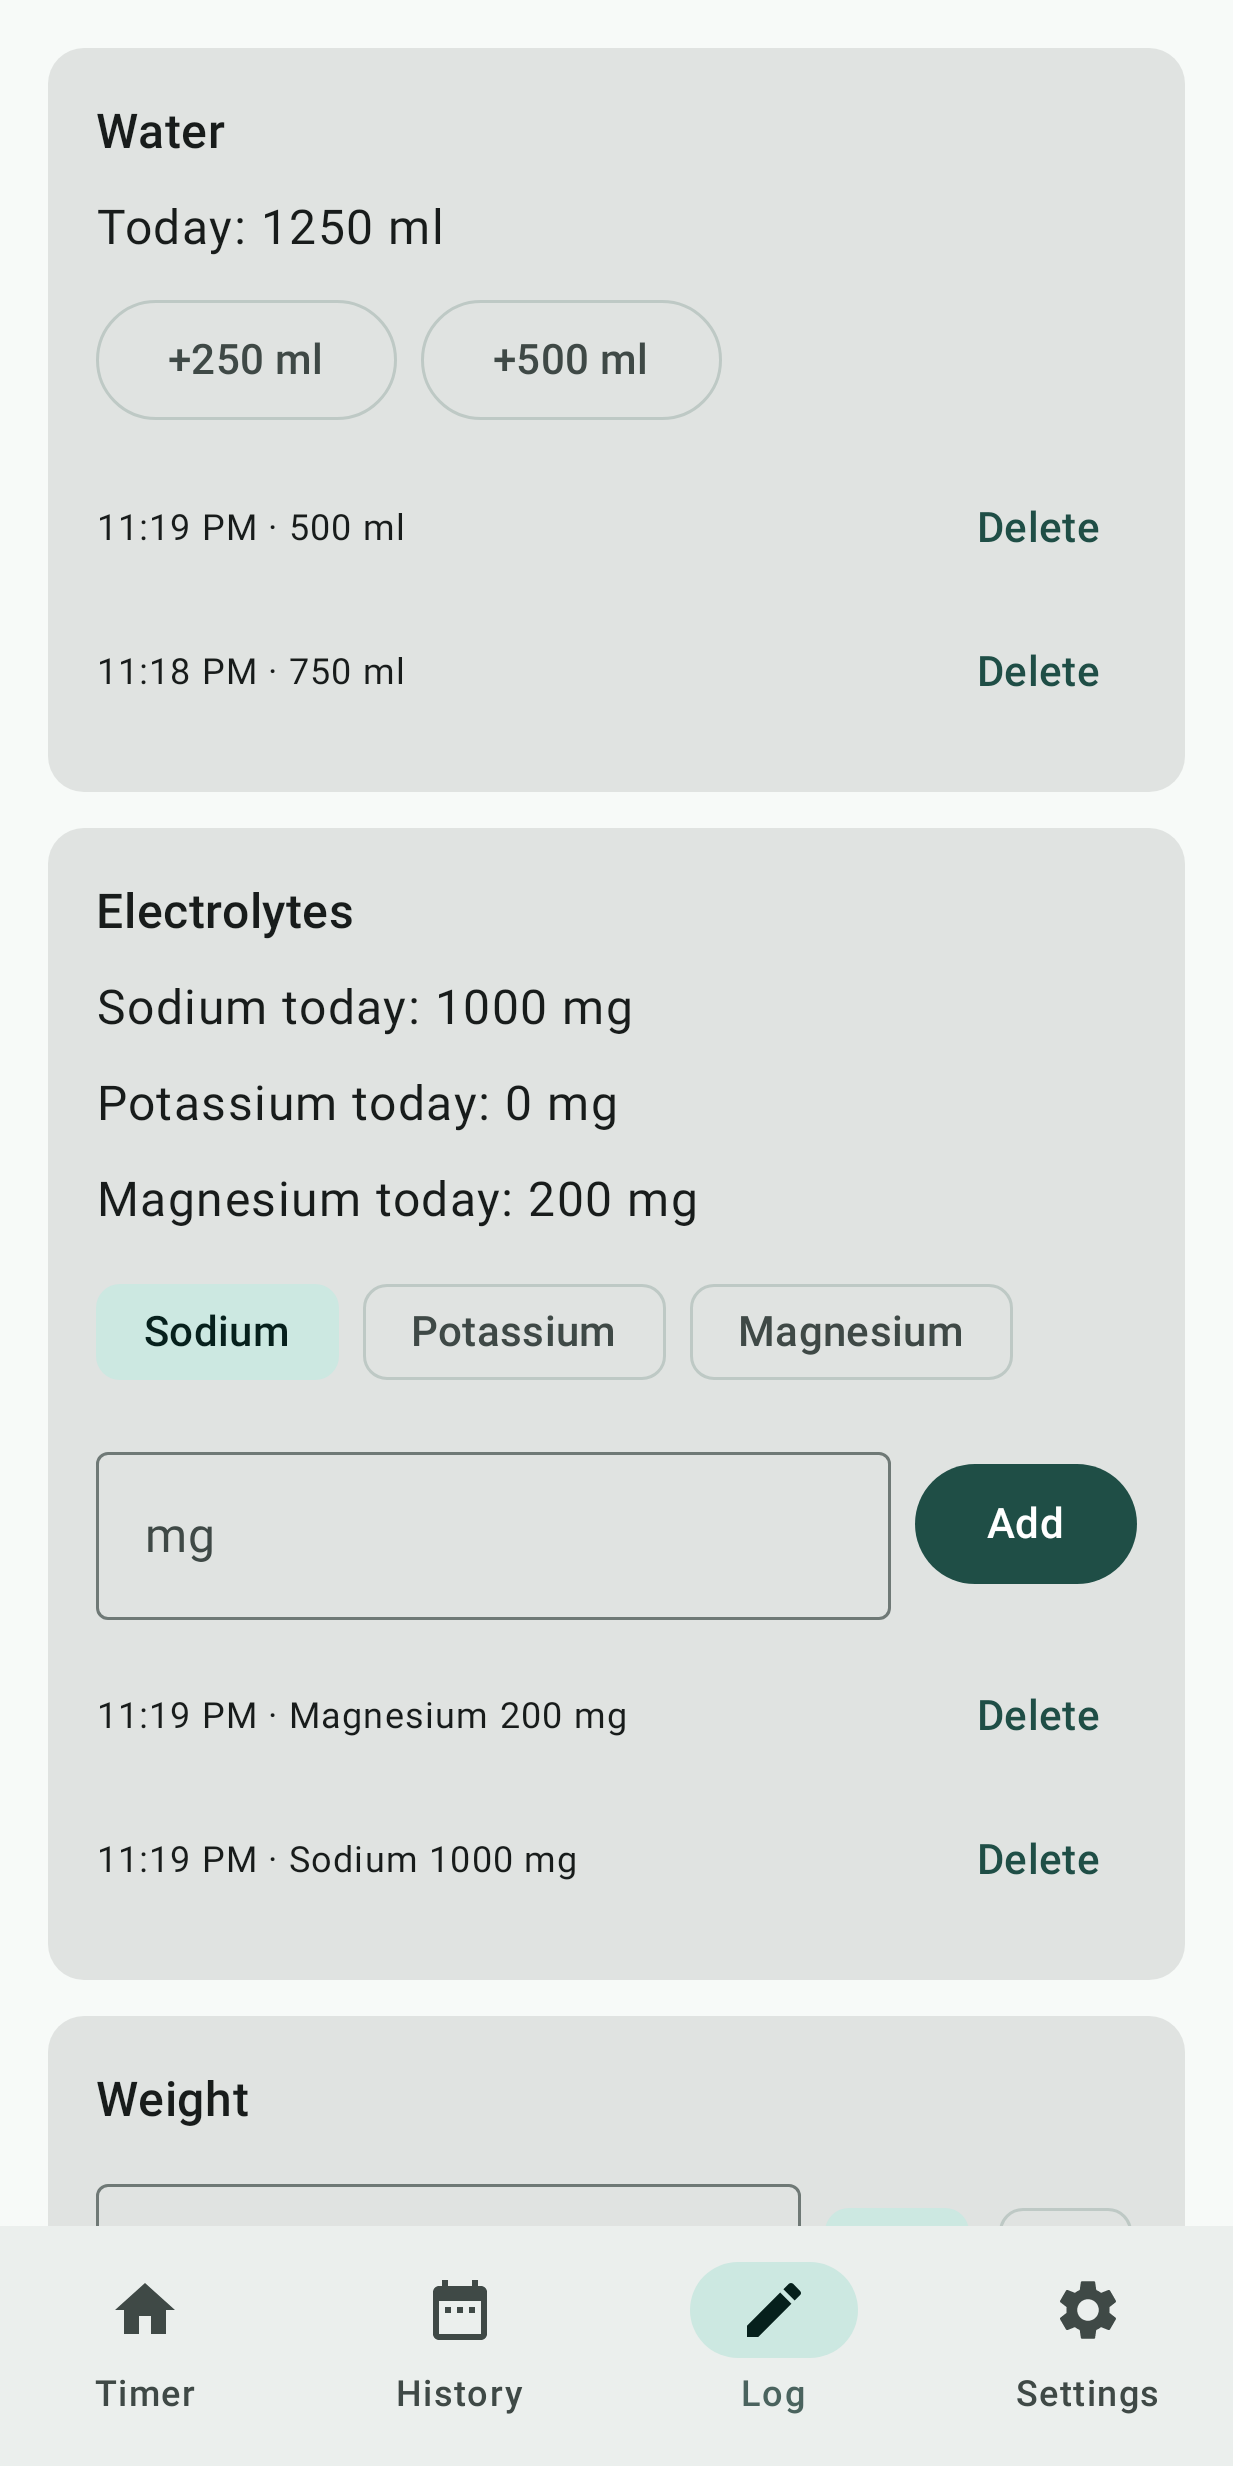 Water
Today: 1250 ml
+250 ml +500 ml
11:19 PM · 500 ml Delete
11:18 PM · 750 ml Delete
Electrolytes
Sodium today: 1000 mg
Potassium today: 0 mg
Magnesium today: 200 mg
Sodium Potassium Magnesium
mg Add
11:19 PM · Magnesium 200 mg Delete
11:19 PM · Sodium 1000 mg Delete
Weight
Timer History Log Settings